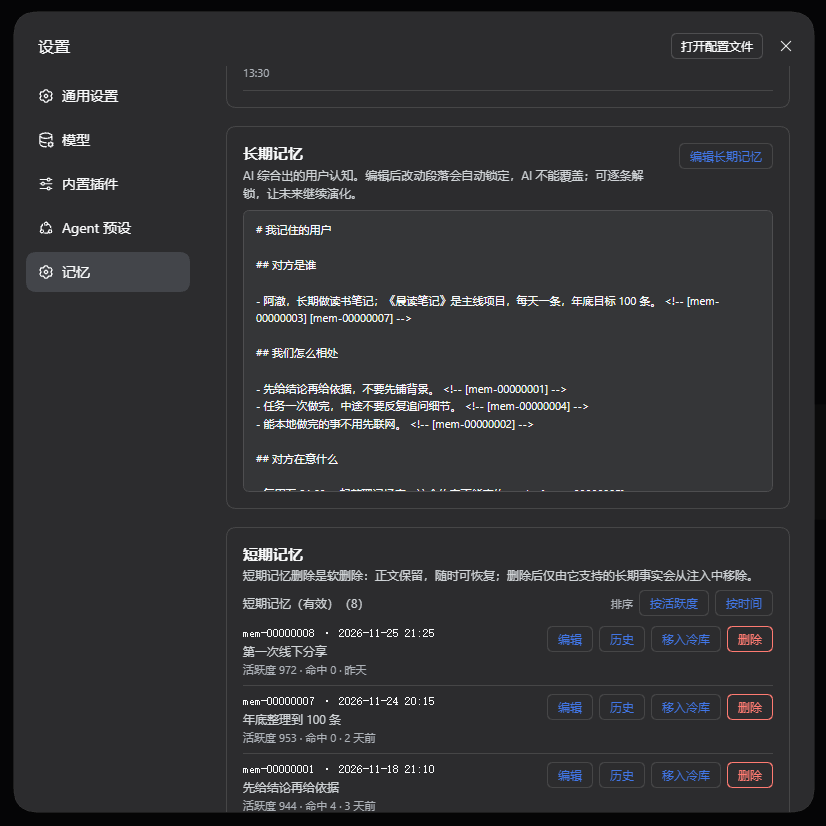 设置
打开配置文件
通用设置
模型
内置插件
Agent 预设
记忆
13:30
长期记忆
编辑长期记忆
AI 综合出的用户认知。编辑后改动段落会自动锁定，AI 不能覆盖；可逐条解
锁，让未来继续演化。
# 我记住的用户
## 对方是谁
- 阿澈，长期做读书笔记；《晨读笔记》是主线项目，每天一条，年底目标 100 条。 <!-- [mem-
00000003] [mem-00000007] -->
## 我们怎么相处
- 先给结论再给依据，不要先铺背景。 <!-- [mem-00000001] -->
- 任务一次做完，中途不要反复追问细节。 <!-- [mem-00000004] -->
- 能本地做完的事不用先联网。 <!-- [mem-00000002] -->
## 对方在意什么
短期记忆
短期记忆删除是软删除：正文保留，随时可恢复；删除后仅由它支持的长期事实会从注入中移除。
短期记忆（有效）（8）
排序 按活跃度 按时间
mem-00000008 · 2026-11-25 21:25
第一次线下分享
活跃度 972 · 命中 0 · 昨天
编辑 历史 移入冷库 删除
mem-00000007 · 2026-11-24 20:15
年底整理到 100 条
活跃度 953 · 命中 0 · 2 天前
编辑 历史 移入冷库 删除
mem-00000001 · 2026-11-18 21:10
先给结论再给依据
活跃度 944 · 命中 4 · 3 天前
编辑 历史 移入冷库 删除